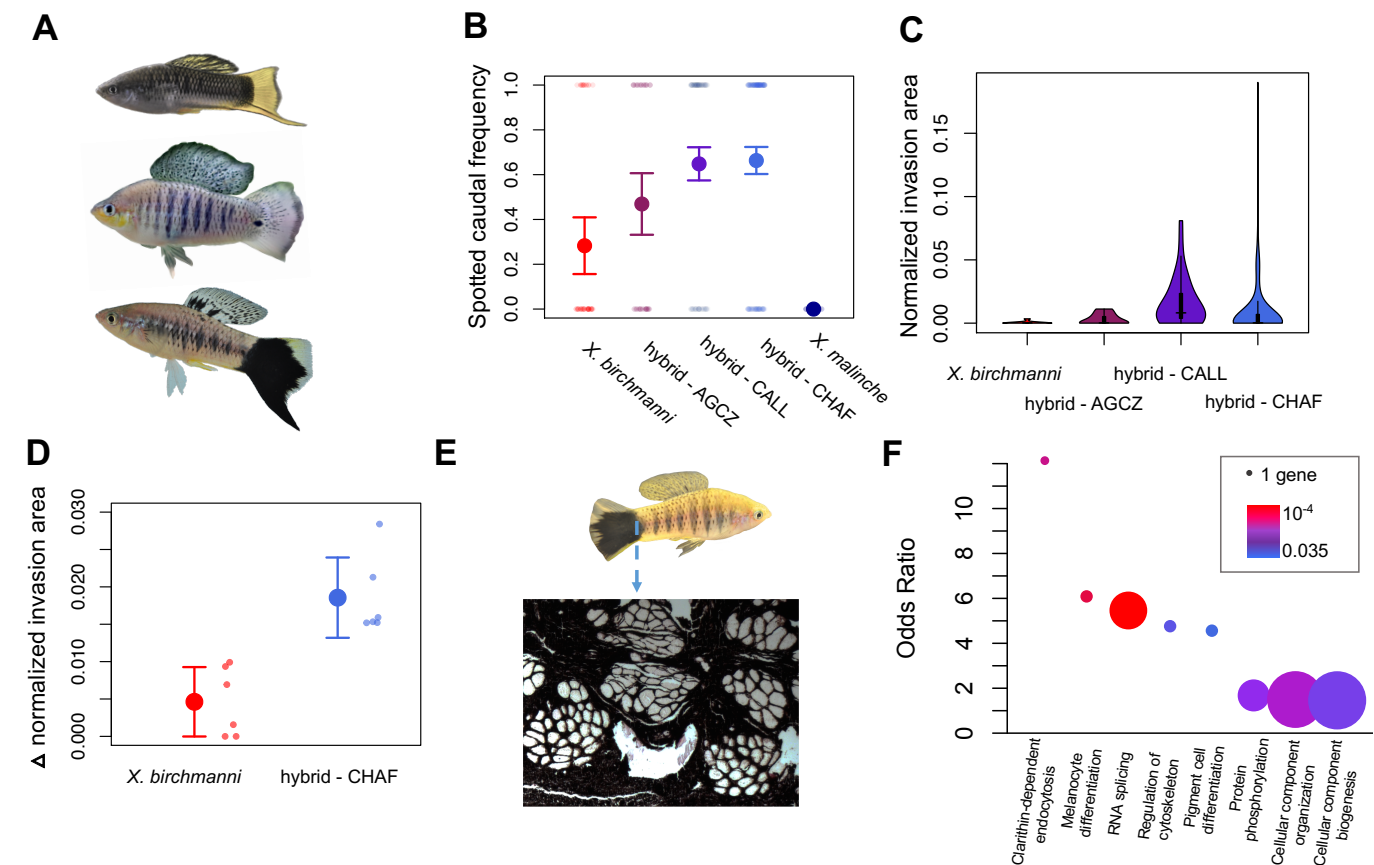 A
B
Spotted caudal frequency
1.0
0.8
0.6
0.4
0.2
0.0
X. birchmanni
hybrid - AGCZ
hybrid - CALL
hybrid - CHAF
X. malinche
C
Normalized invasion area
0.15
0.10
0.05
0.00
X. birchmanni
hybrid - CALL
hybrid - AGCZ
hybrid - CHAF
D
Δ normalized invasion area
0.030
0.020
0.010
0.000
X. birchmanni
hybrid - CHAF
E
F
Odds Ratio
10
8
6
4
2
0
1 gene
10-4
0.035
Clarithin-dependent
endocytosis
Melanocyte
differentiation
RNA splicing
Regulation of
cytoskeleton
Pigment cell
differentiation
Protein
phosphorylation
Cellular component
organization
Cellular component
biogenesis